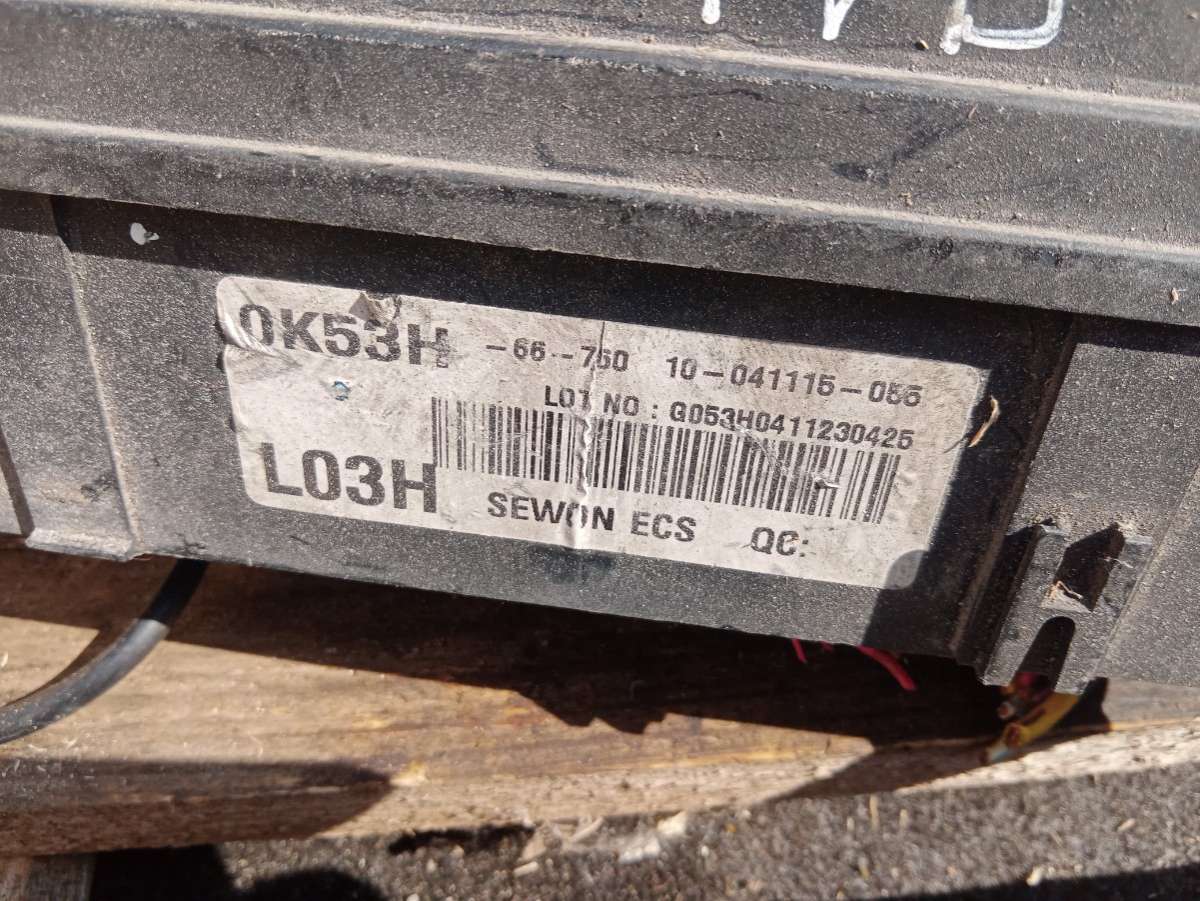 0K53H -66-760 10-041115-056
LOT NO : G053H0411230425
L03H
SEWON ECS QC: